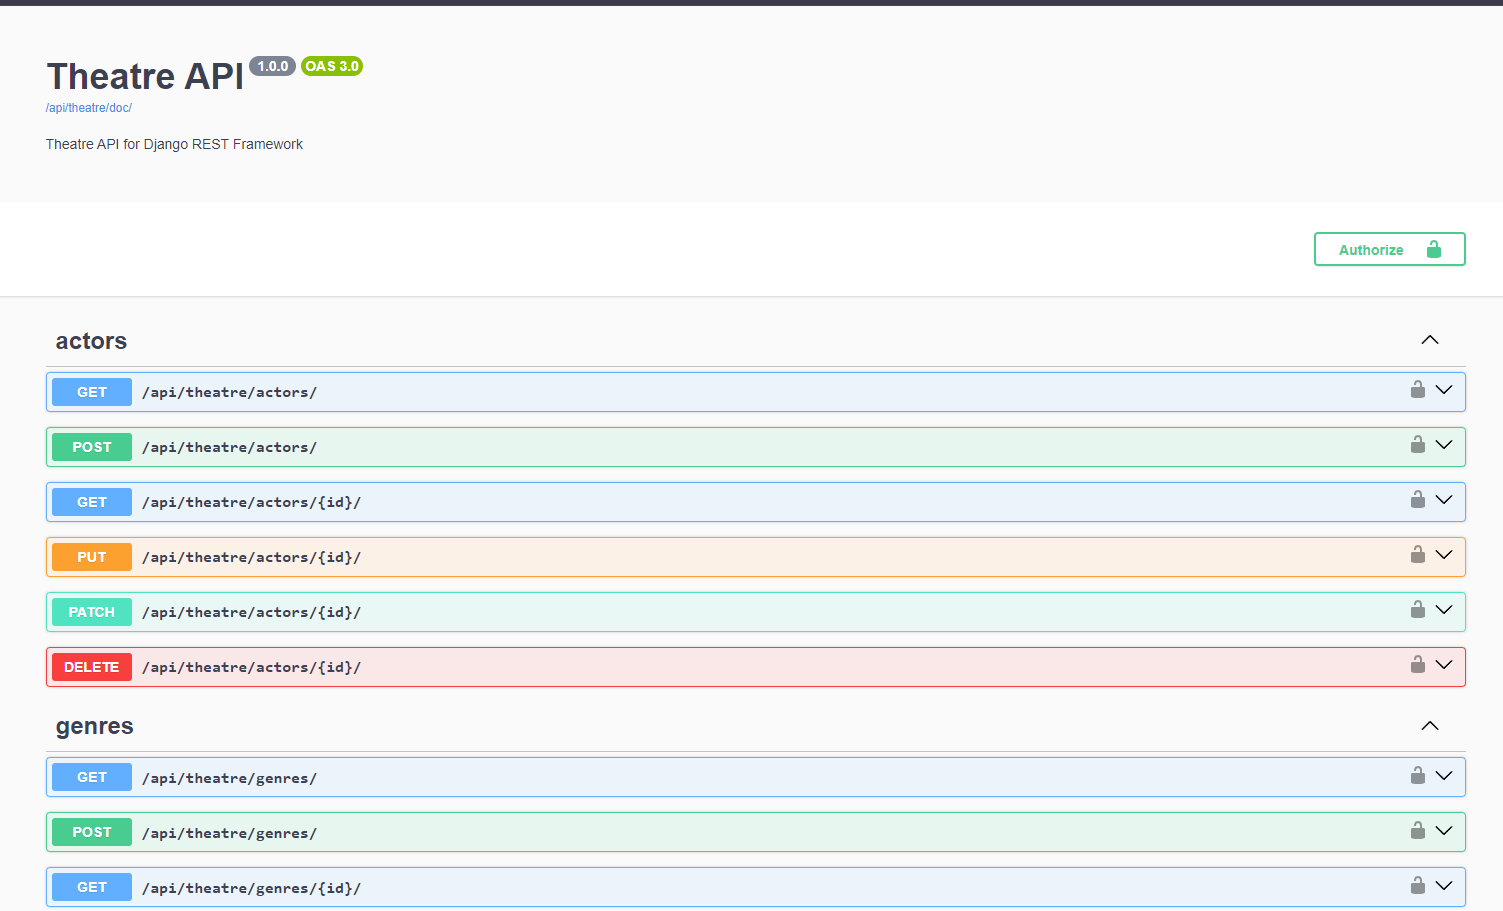 Theatre API 1.0.0 OAS 3.0
/api/theatre/doc/
Theatre API for Django REST Framework
Authorize
actors
GET /api/theatre/actors/
POST /api/theatre/actors/
GET /api/theatre/actors/{id}/
PUT /api/theatre/actors/{id}/
PATCH /api/theatre/actors/{id}/
DELETE /api/theatre/actors/{id}/
genres
GET /api/theatre/genres/
POST /api/theatre/genres/
GET /api/theatre/genres/{id}/